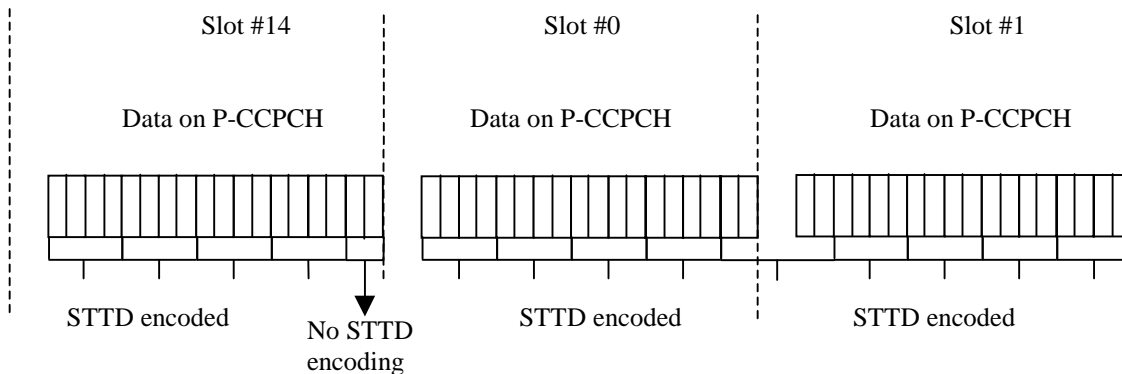 Slot #14
Slot #0
Slot #1
Data on P-CCPCH
Data on P-CCPCH
Data on P-CCPCH
STTD encoded
No STTD
encoding
STTD encoded
STTD encoded